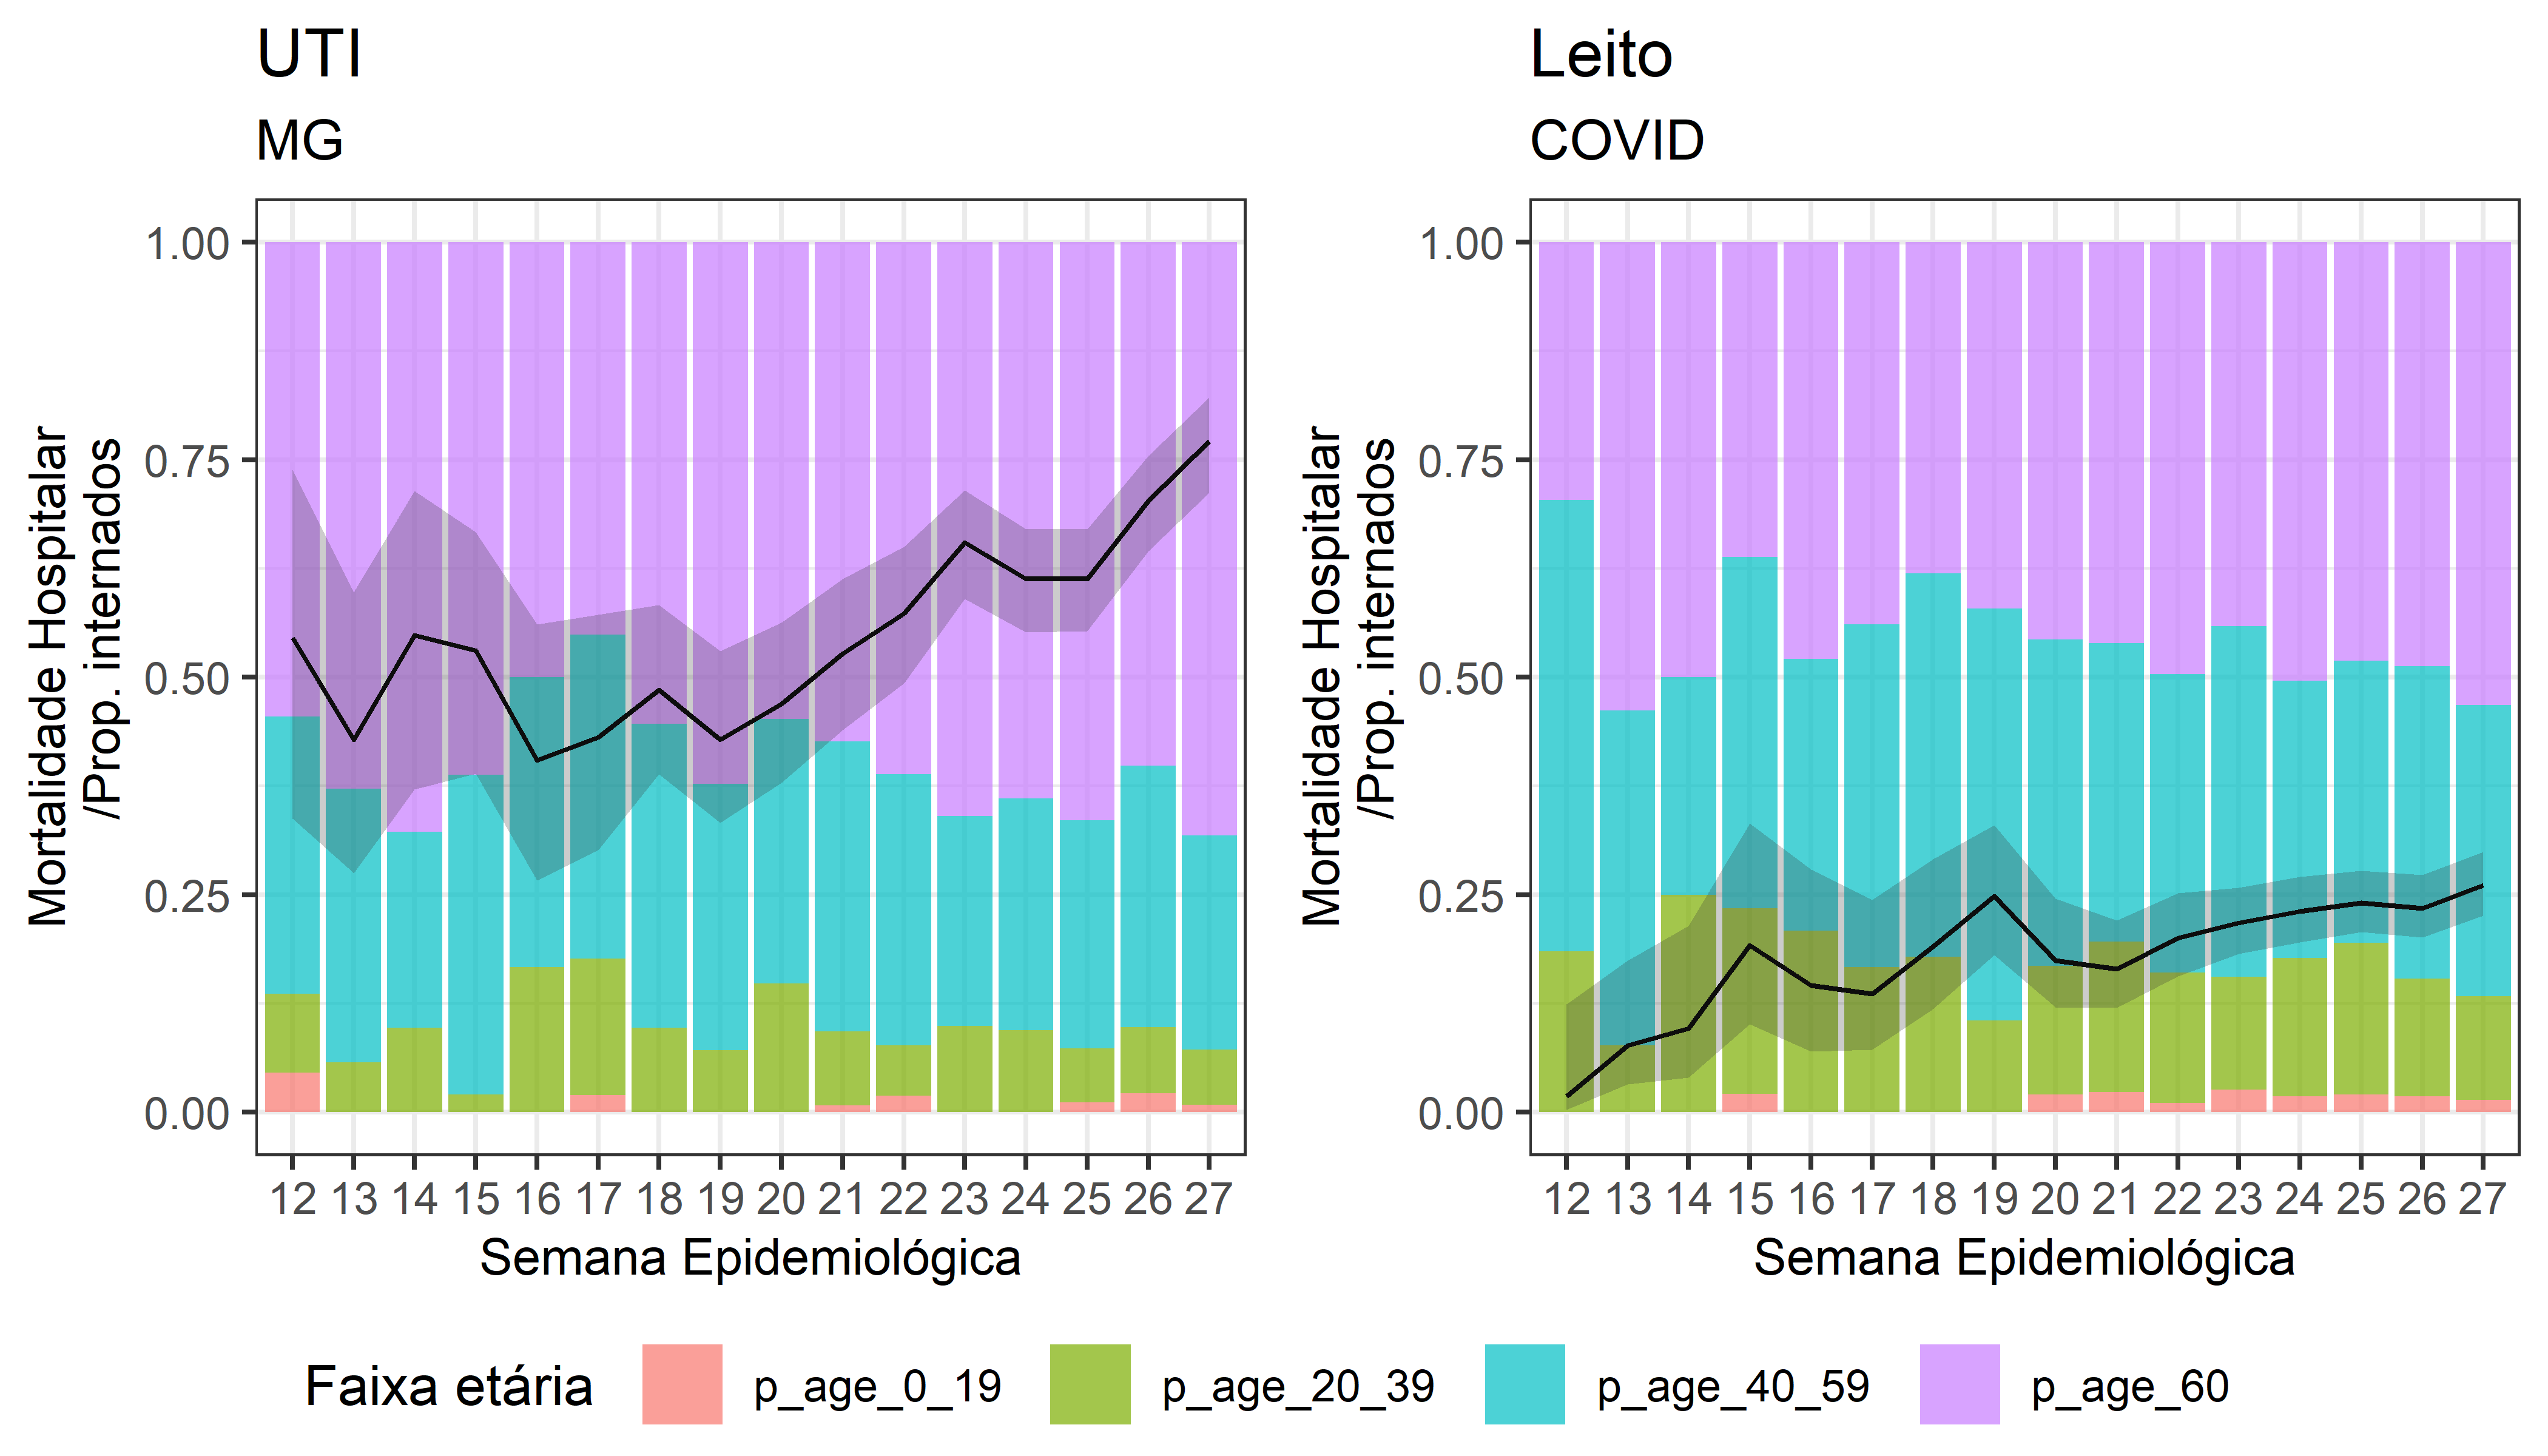 UTI
MG
Mortalidade Hospitalar
/Prop. internados
1.00
0.75
0.50
0.25
0.00
12 13 14 15 16 17 18 19 20 21 22 23 24 25 26 27
Semana Epidemiológica
Leito
COVID
Mortalidade Hospitalar
/Prop. internados
1.00
0.75
0.50
0.25
0.00
12 13 14 15 16 17 18 19 20 21 22 23 24 25 26 27
Semana Epidemiológica
Faixa etária p_age_0_19 p_age_20_39 p_age_40_59 p_age_60